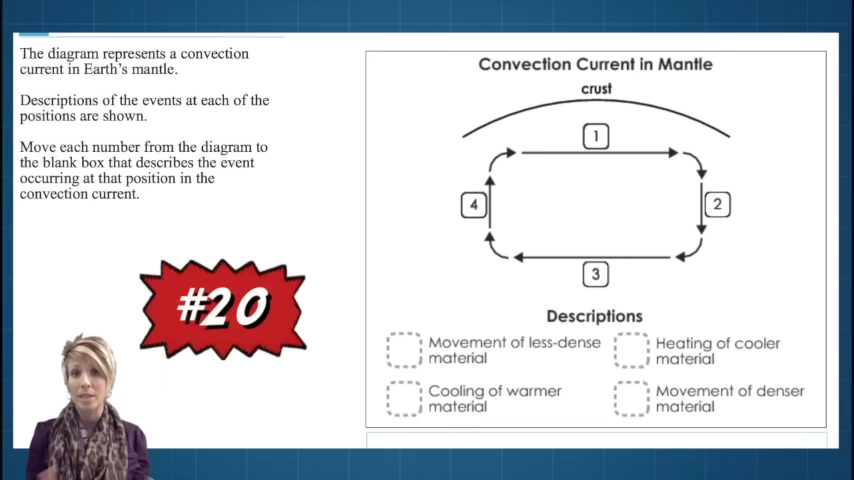 The diagram represents a convection
current in Earth's mantle.
Descriptions of the events at each of the
positions are shown.
Move each number from the diagram to
the blank box that describes the event
occurring at that position in the
convection current.
#20
Convection Current in Mantle
crust
1
4
2
3
Descriptions
Movement of less-dense
material
Heating of cooler
material
Cooling of warmer
material
Movement of denser
material